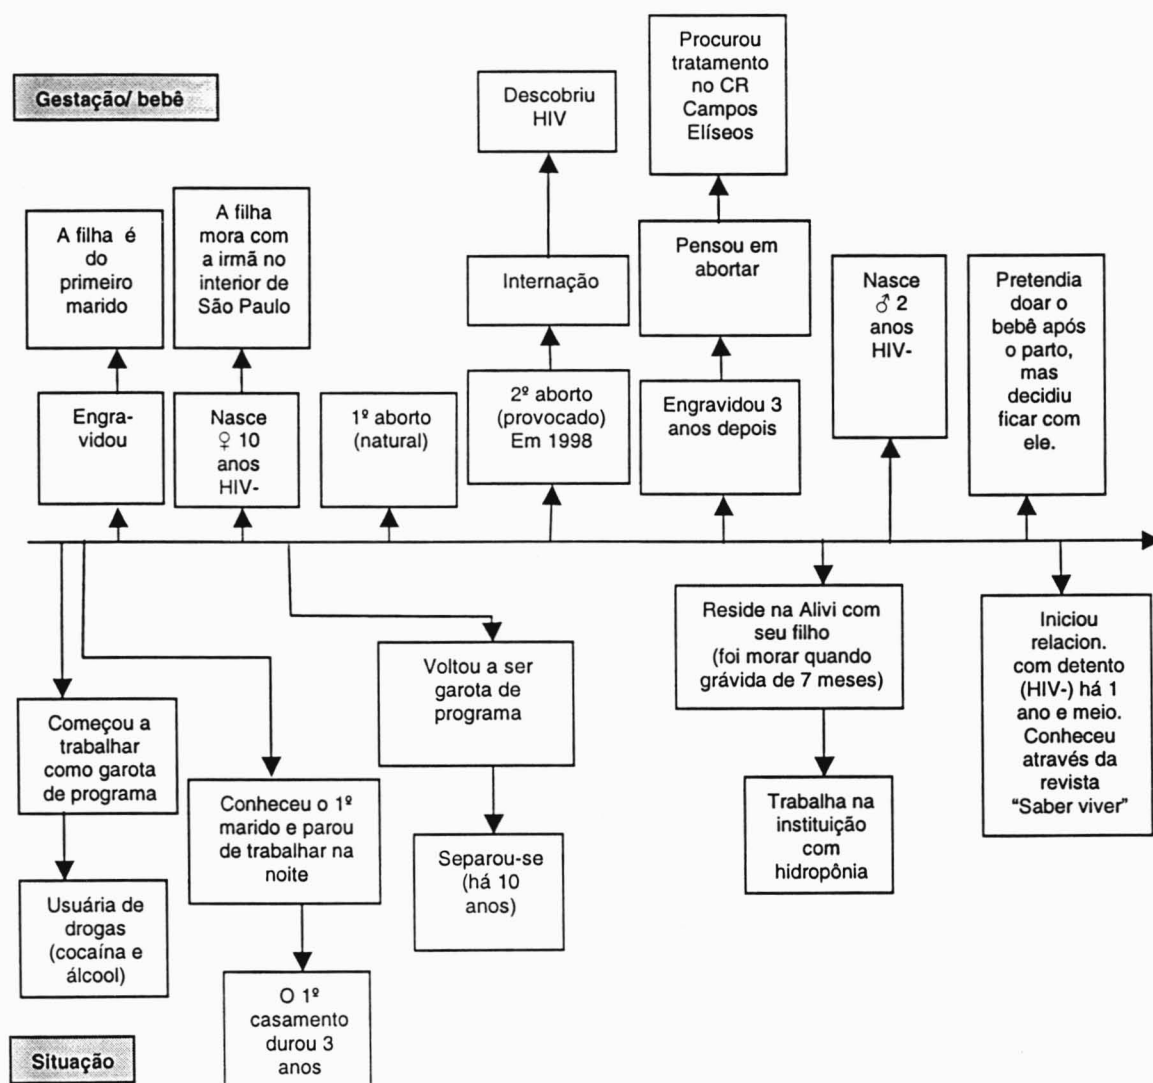 Gestação/ bebê
Descobriu
HIV
Procurou
tratamento
no CR
Campos
Elíseos
A filha é
do
primeiro
marido
A filha
mora com
a irmã no
interior de
São Paulo
Internação
Pensou em
abortar
Nasce
♂ 2
anos
HIV-
Pretendia
doar o
bebê após
o parto,
mas
decidiu
ficar com
ele.
Engra-
vidou
Nasce
♀ 10
anos
HIV-
1º aborto
(natural)
2º aborto
(provocado)
Em 1998
Engravidou 3
anos depois
Começou a
trabalhar
como garota
de programa
Usuária de
drogas
(cocaína e
álcool)
Conheceu o 1º
marido e parou
de trabalhar na
noite
O 1º
casamento
durou 3
anos
Voltou a ser
garota de
programa
Separou-se
(há 10
anos)
Reside na Alivi com
seu filho
(foi morar quando
grávida de 7 meses)
Trabalha na
instituição
com
hidropônia
Iniciou
relacion.
com detento
(HIV-) há 1
ano e meio.
Conheceu
através da
revista
“Saber viver”
Situação